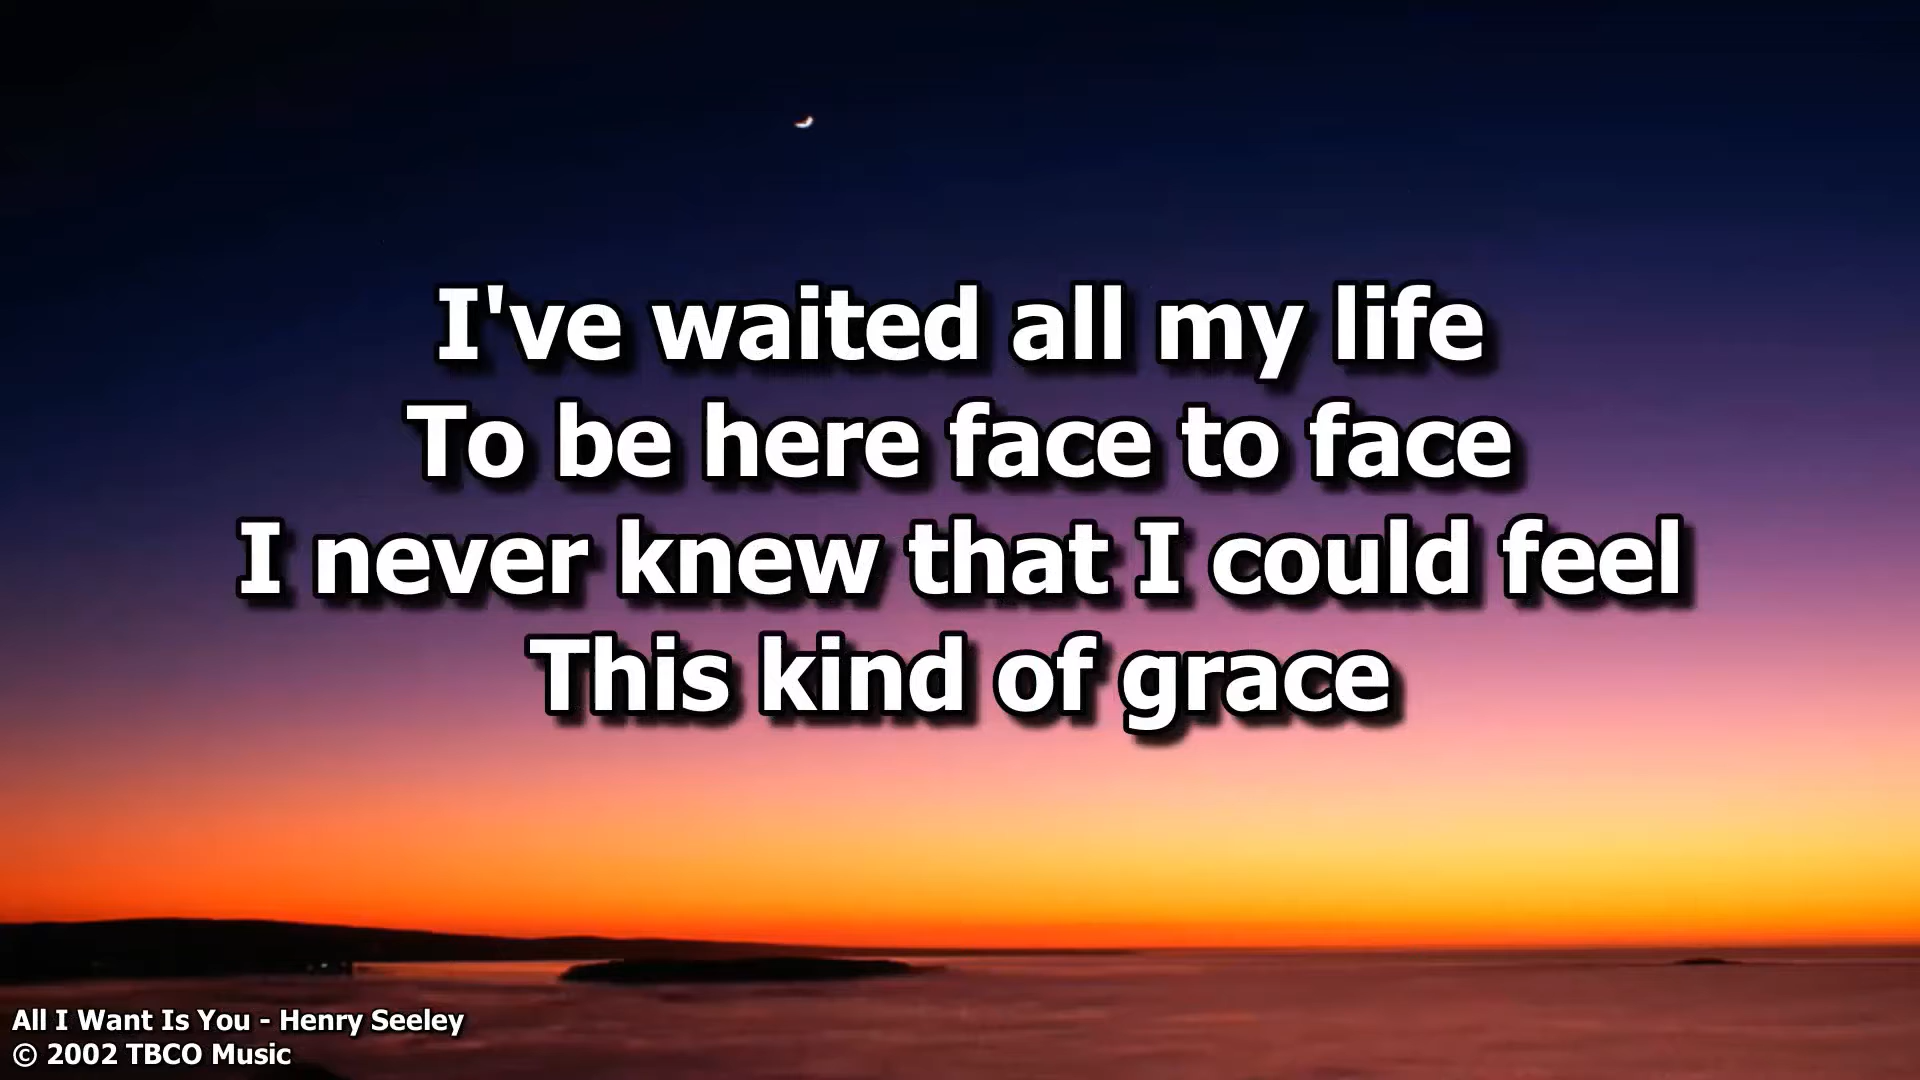 I've waited all my life
To be here face to face
I never knew that I could feel
This kind of grace
All I Want Is You - Henry Seeley
© 2002 TBCO Music